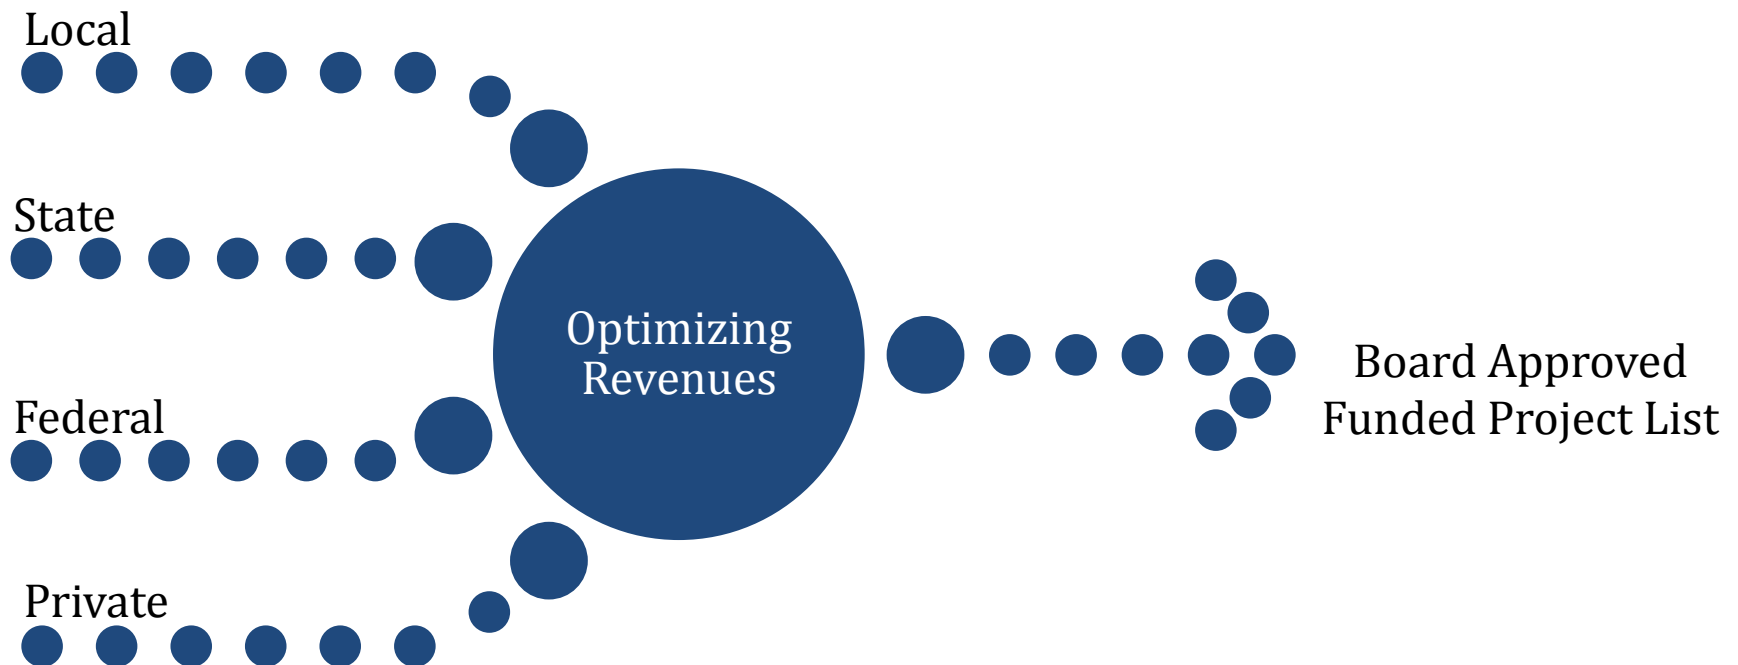 Local
State
Federal
Private
Optimizing
Revenues
Board Approved
Funded Project List